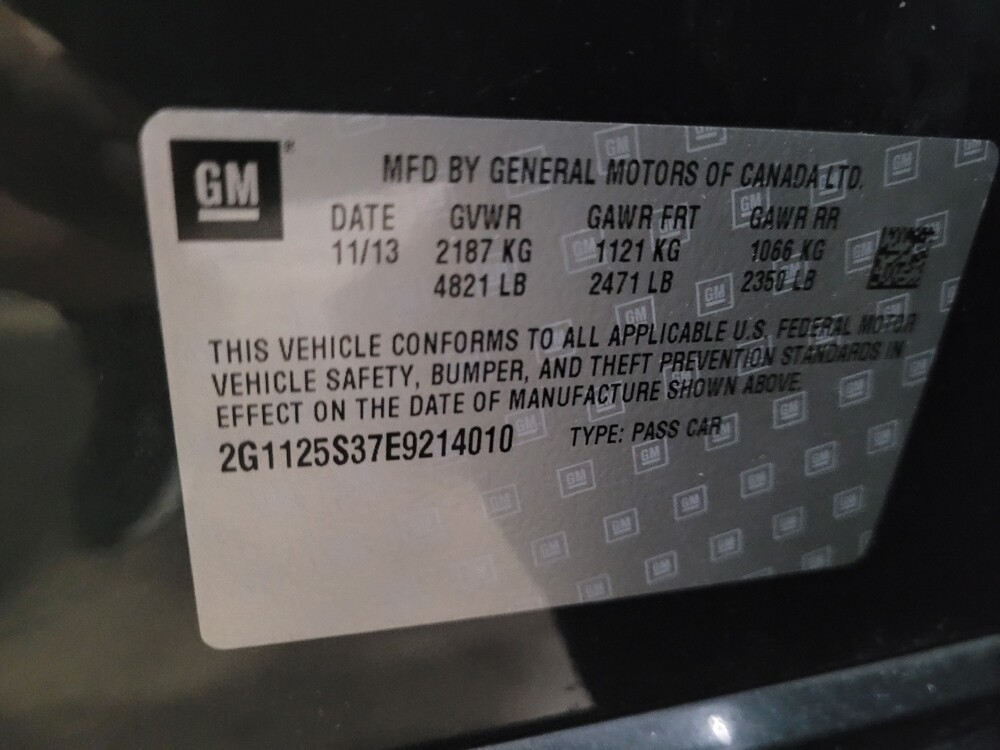 GM
MFD BY GENERAL MOTORS OF CANADA LTD.
DATE GVWR GAWR FRT GAWR RR
11/13 2187 KG 1121 KG 1066 KG
4821 LB 2471 LB 2350 LB
THIS VEHICLE CONFORMS TO ALL APPLICABLE U.S. FEDERAL MOTOR
VEHICLE SAFETY, BUMPER, AND THEFT PREVENTION STANDARDS IN
EFFECT ON THE DATE OF MANUFACTURE SHOWN ABOVE.
2G1125S37E9214010 TYPE: PASS CAR